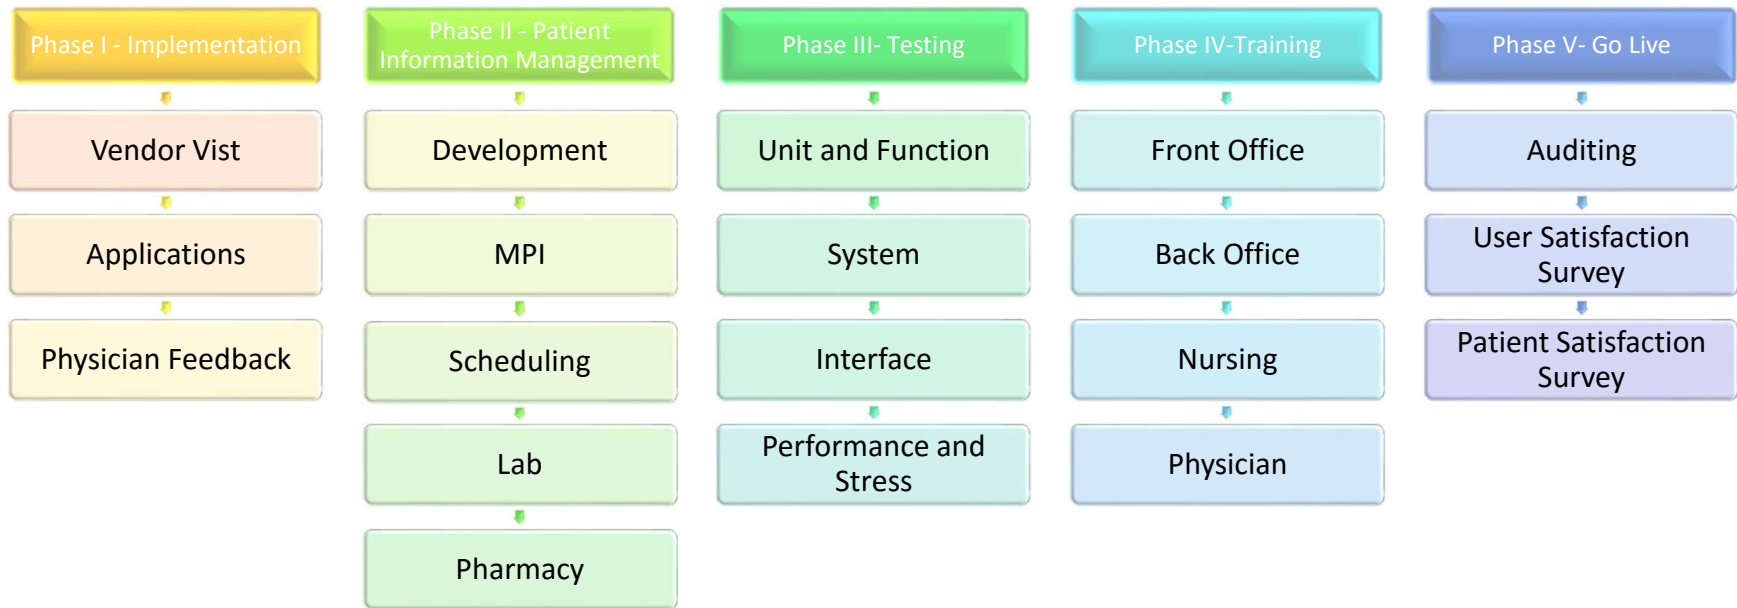 Phase I - Implementation
Vendor Vist
Applications
Physician Feedback
Phase II - Patient
Information Management
Development
MPI
Scheduling
Lab
Pharmacy
Phase III- Testing
Unit and Function
System
Interface
Performance and
Stress
Phase IV-Training
Front Office
Back Office
Nursing
Physician
Phase V- Go Live
Auditing
User Satisfaction
Survey
Patient Satisfaction
Survey